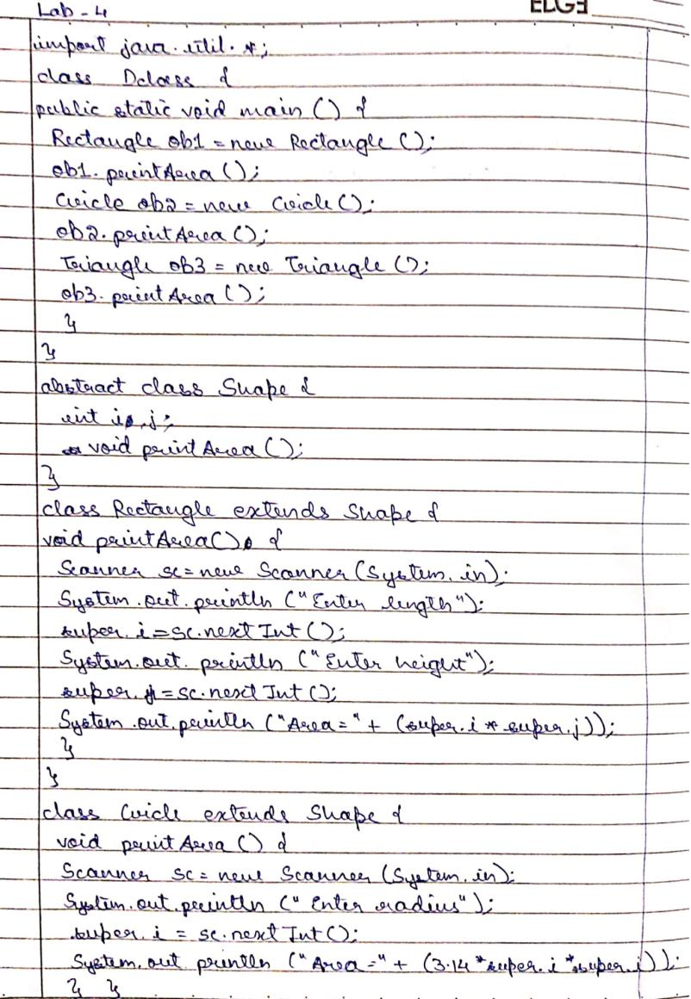 Lab - 4
import java.util.*;
class Dclass {
public static void main () {
Rectangle ob1 = new Rectangle ();
ob1.printArea ();
Circle ob2 = new Circle ();
ob2.printArea ();
Triangle ob3 = new Triangle ();
ob3.printArea ();
}
}
abstract class Shape {
int i, j;
void printArea ();
}
class Rectangle extends Shape {
void printArea() {
Scanner sc = new Scanner (System.in);
System.out.println ("Enter length");
super.i = sc.nextInt ();
System.out.println ("Enter height");
super.j = sc.nextInt ();
System.out.println ("Area=" + (super.i * super.j));
}
}
class Circle extends Shape {
void printArea () {
Scanner sc = new Scanner (System.in);
System.out.println ("Enter radius");
super.i = sc.nextInt ();
System.out println ("Area=" + (3.14 * super.i * super.i));
} }